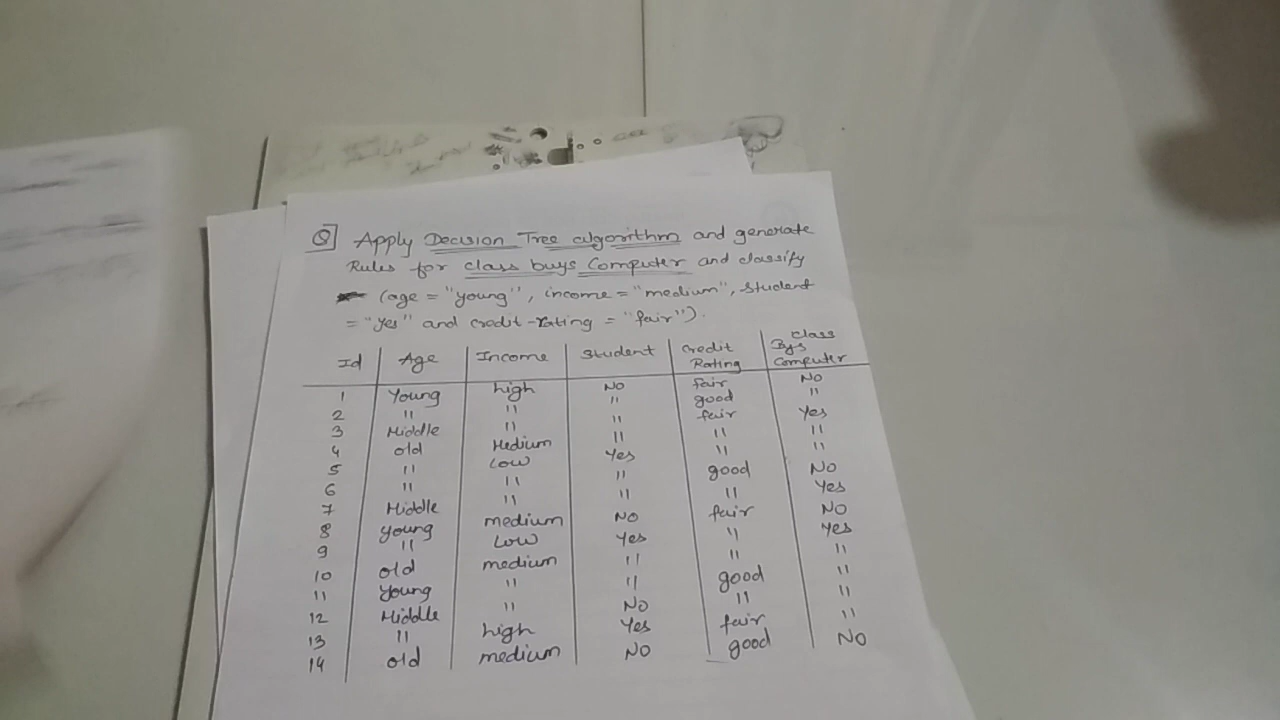 Q] Apply Decision Tree algorithm and generate
Rules for class buys Computer and classify
(age = "young", income = "medium", student
= "yes" and credit-rating = "fair").
Id Age Income Student Credit Rating Class Bys Computer
1 Young high No fair No
2 " " " good "
3 Middle " " fair Yes
4 old Medium " " "
5 " Low Yes " "
6 " " " good No
7 Middle " " " Yes
8 young medium No fair No
9 " Low Yes " Yes
10 old medium " " "
11 young " " good "
12 Middle " No " "
13 " high Yes fair "
14 old medium No good No